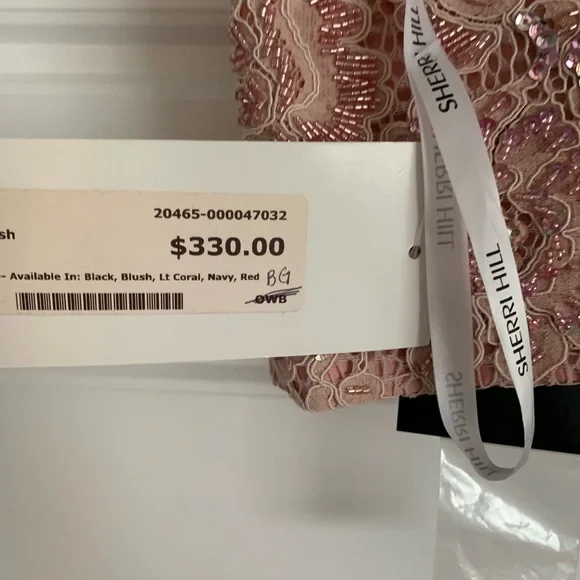 20465-000047032
sh
$330.00
-- Available In: Black, Blush, Lt Coral, Navy, Red BG
OWB
SHERRI HILL
SHERRI HILL
SHERRI HILL
SHERRI HILL